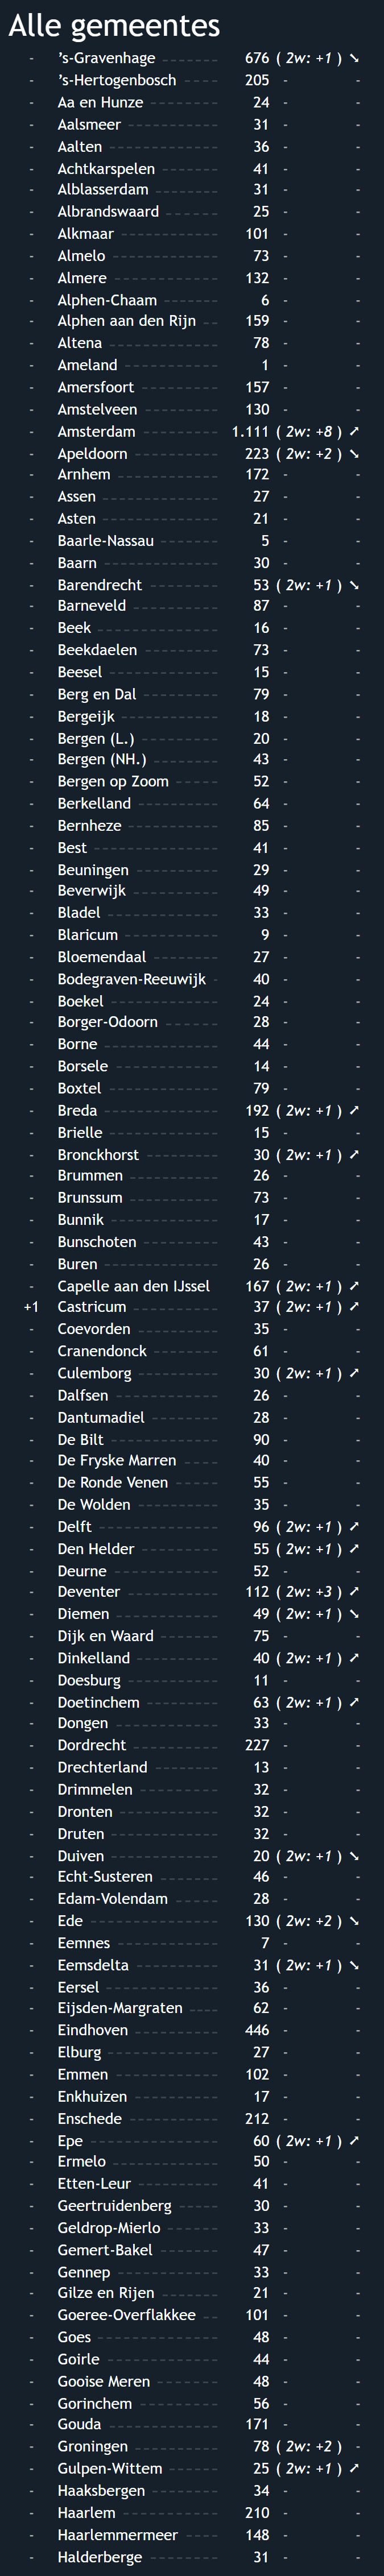 Alle gemeentes
- ’s-Gravenhage 676 ( 2w: +1 ) ➘
- ’s-Hertogenbosch 205 - -
- Aa en Hunze 24 - -
- Aalsmeer 31 - -
- Aalten 36 - -
- Achtkarspelen 41 - -
- Alblasserdam 31 - -
- Albrandswaard 25 - -
- Alkmaar 101 - -
- Almelo 73 - -
- Almere 132 - -
- Alphen-Chaam 6 - -
- Alphen aan den Rijn 159 - -
- Altena 78 - -
- Ameland 1 - -
- Amersfoort 157 - -
- Amstelveen 130 - -
- Amsterdam 1.111 ( 2w: +8 ) ➚
- Apeldoorn 223 ( 2w: +2 ) ➘
- Arnhem 172 - -
- Assen 27 - -
- Asten 21 - -
- Baarle-Nassau 5 - -
- Baarn 30 - -
- Barendrecht 53 ( 2w: +1 ) ➘
- Barneveld 87 - -
- Beek 16 - -
- Beekdaelen 73 - -
- Beesel 15 - -
- Berg en Dal 79 - -
- Bergeijk 18 - -
- Bergen (L.) 20 - -
- Bergen (NH.) 43 - -
- Bergen op Zoom 52 - -
- Berkelland 64 - -
- Bernheze 85 - -
- Best 41 - -
- Beuningen 29 - -
- Beverwijk 49 - -
- Bladel 33 - -
- Blaricum 9 - -
- Bloemendaal 27 - -
- Bodegraven-Reeuwijk 40 - -
- Boekel 24 - -
- Borger-Odoorn 28 - -
- Borne 44 - -
- Borsele 14 - -
- Boxtel 79 - -
- Breda 192 ( 2w: +1 ) ➚
- Brielle 15 - -
- Bronckhorst 30 ( 2w: +1 ) ➚
- Brummen 26 - -
- Brunssum 73 - -
- Bunnik 17 - -
- Bunschoten 43 - -
- Buren 26 - -
- Capelle aan den IJssel 167 ( 2w: +1 ) ➚
+1 Castricum 37 ( 2w: +1 ) ➚
- Coevorden 35 - -
- Cranendonck 61 - -
- Culemborg 30 ( 2w: +1 ) ➚
- Dalfsen 26 - -
- Dantumadiel 28 - -
- De Bilt 90 - -
- De Fryske Marren 40 - -
- De Ronde Venen 55 - -
- De Wolden 35 - -
- Delft 96 ( 2w: +1 ) ➚
- Den Helder 55 ( 2w: +1 ) ➚
- Deurne 52 - -
- Deventer 112 ( 2w: +3 ) ➚
- Diemen 49 ( 2w: +1 ) ➘
- Dijk en Waard 75 - -
- Dinkelland 40 ( 2w: +1 ) ➚
- Doesburg 11 - -
- Doetinchem 63 ( 2w: +1 ) ➚
- Dongen 33 - -
- Dordrecht 227 - -
- Drechterland 13 - -
- Drimmelen 32 - -
- Dronten 32 - -
- Druten 32 - -
- Duiven 20 ( 2w: +1 ) ➘
- Echt-Susteren 46 - -
- Edam-Volendam 28 - -
- Ede 130 ( 2w: +2 ) ➘
- Eemnes 7 - -
- Eemsdelta 31 ( 2w: +1 ) ➘
- Eersel 36 - -
- Eijsden-Margraten 62 - -
- Eindhoven 446 - -
- Elburg 27 - -
- Emmen 102 - -
- Enkhuizen 17 - -
- Enschede 212 - -
- Epe 60 ( 2w: +1 ) ➚
- Ermelo 50 - -
- Etten-Leur 41 - -
- Geertruidenberg 30 - -
- Geldrop-Mierlo 33 - -
- Gemert-Bakel 47 - -
- Gennep 33 - -
- Gilze en Rijen 21 - -
- Goeree-Overflakkee 101 - -
- Goes 48 - -
- Goirle 44 - -
- Gooise Meren 48 - -
- Gorinchem 56 - -
- Gouda 171 - -
- Groningen 78 ( 2w: +2 ) -
- Gulpen-Wittem 25 ( 2w: +1 ) ➚
- Haaksbergen 34 - -
- Haarlem 210 - -
- Haarlemmermeer 148 - -
- Halderberge 31 - -